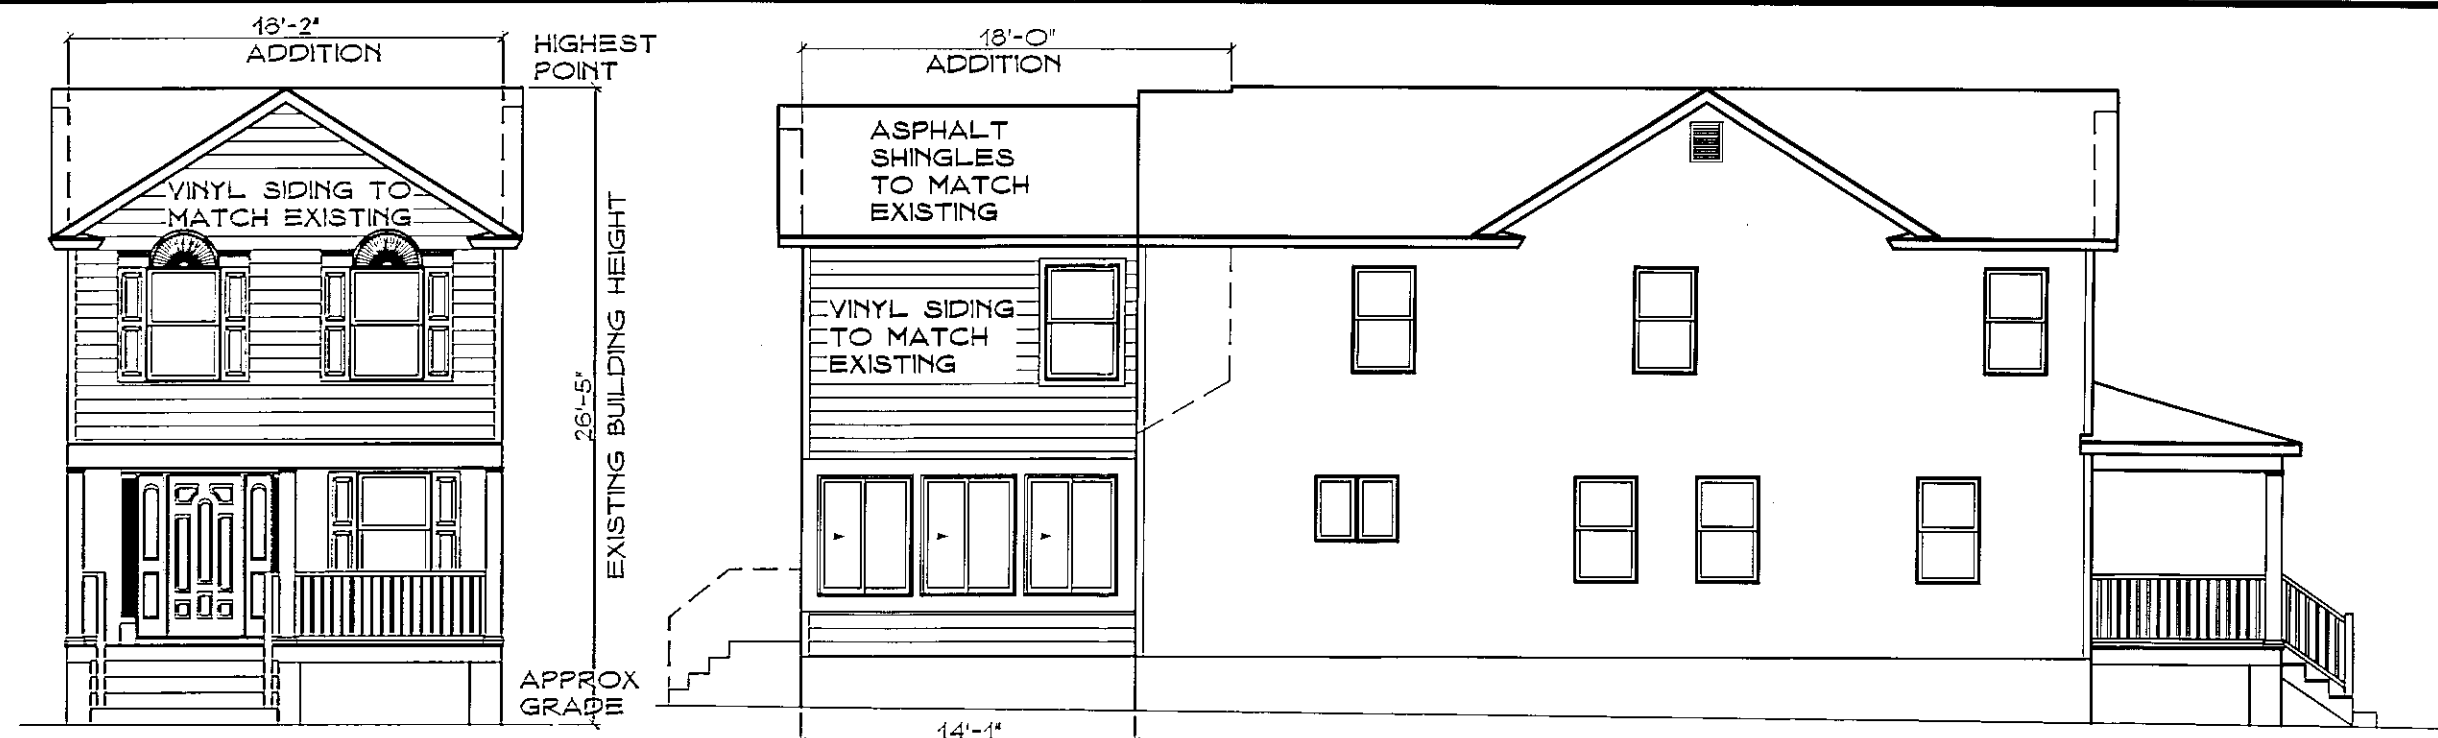 18'-2"
ADDITION
HIGHEST
POINT
VINYL SIDING TO
MATCH EXISTING
26'-5"
EXISTING BUILDING HEIGHT
APPROX
GRADE
18'-0"
ADDITION
ASPHALT
SHINGLES
TO MATCH
EXISTING
VINYL SIDING
TO MATCH
EXISTING
14'-1"